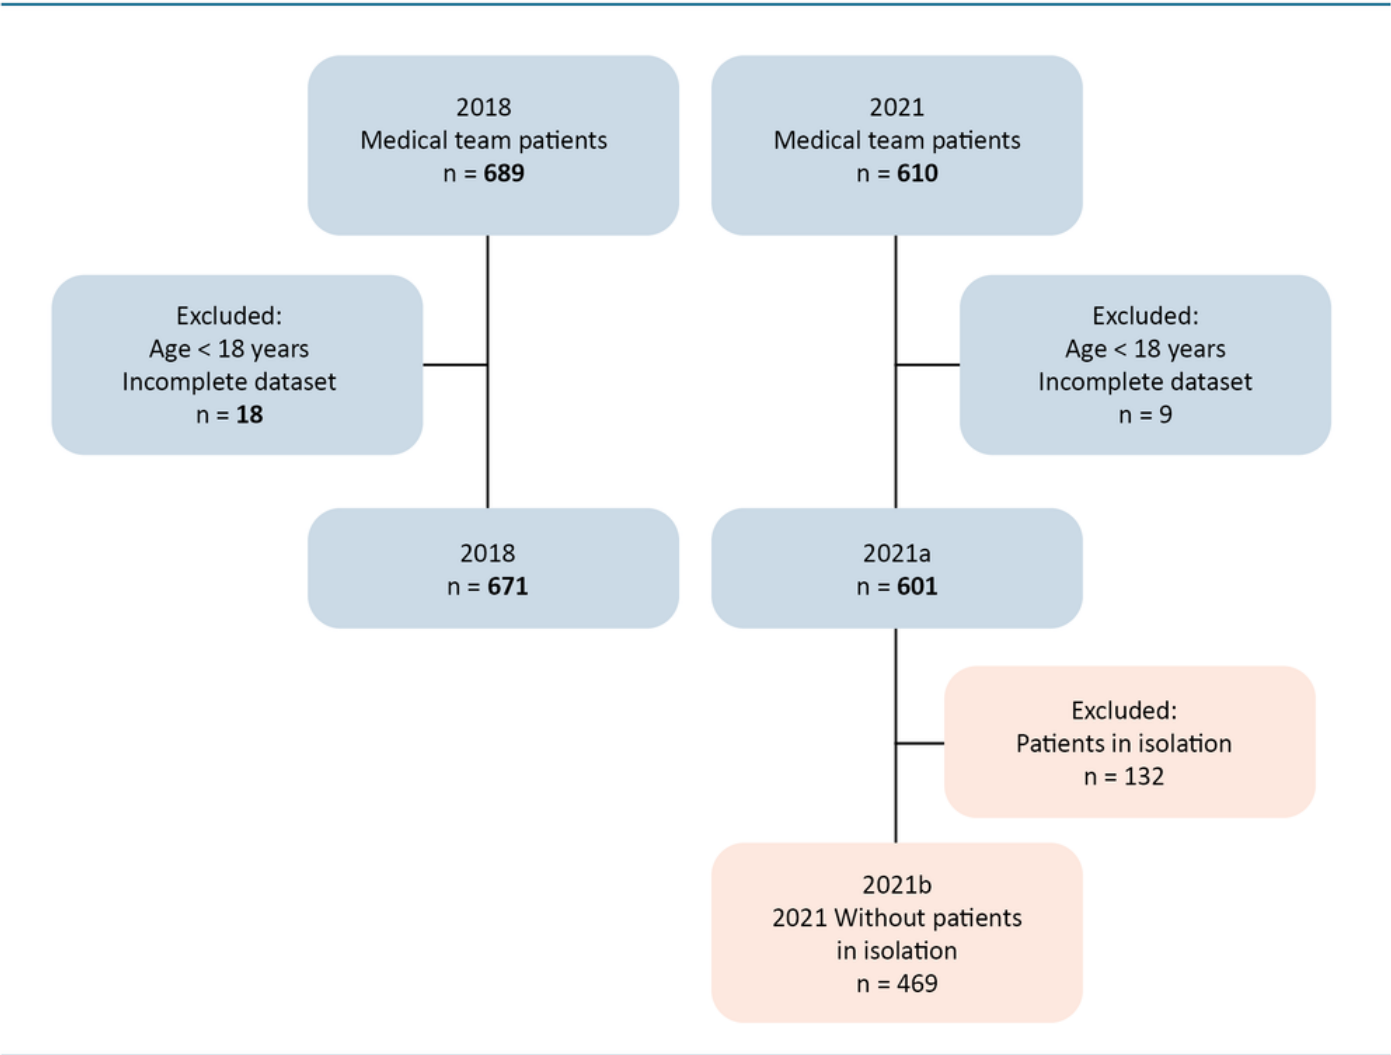 2018
Medical team patients
n = 689
2021
Medical team patients
n = 610
Excluded:
Age < 18 years
Incomplete dataset
n = 18
Excluded:
Age < 18 years
Incomplete dataset
n = 9
2018
n = 671
2021a
n = 601
Excluded:
Patients in isolation
n = 132
2021b
2021 Without patients
in isolation
n = 469